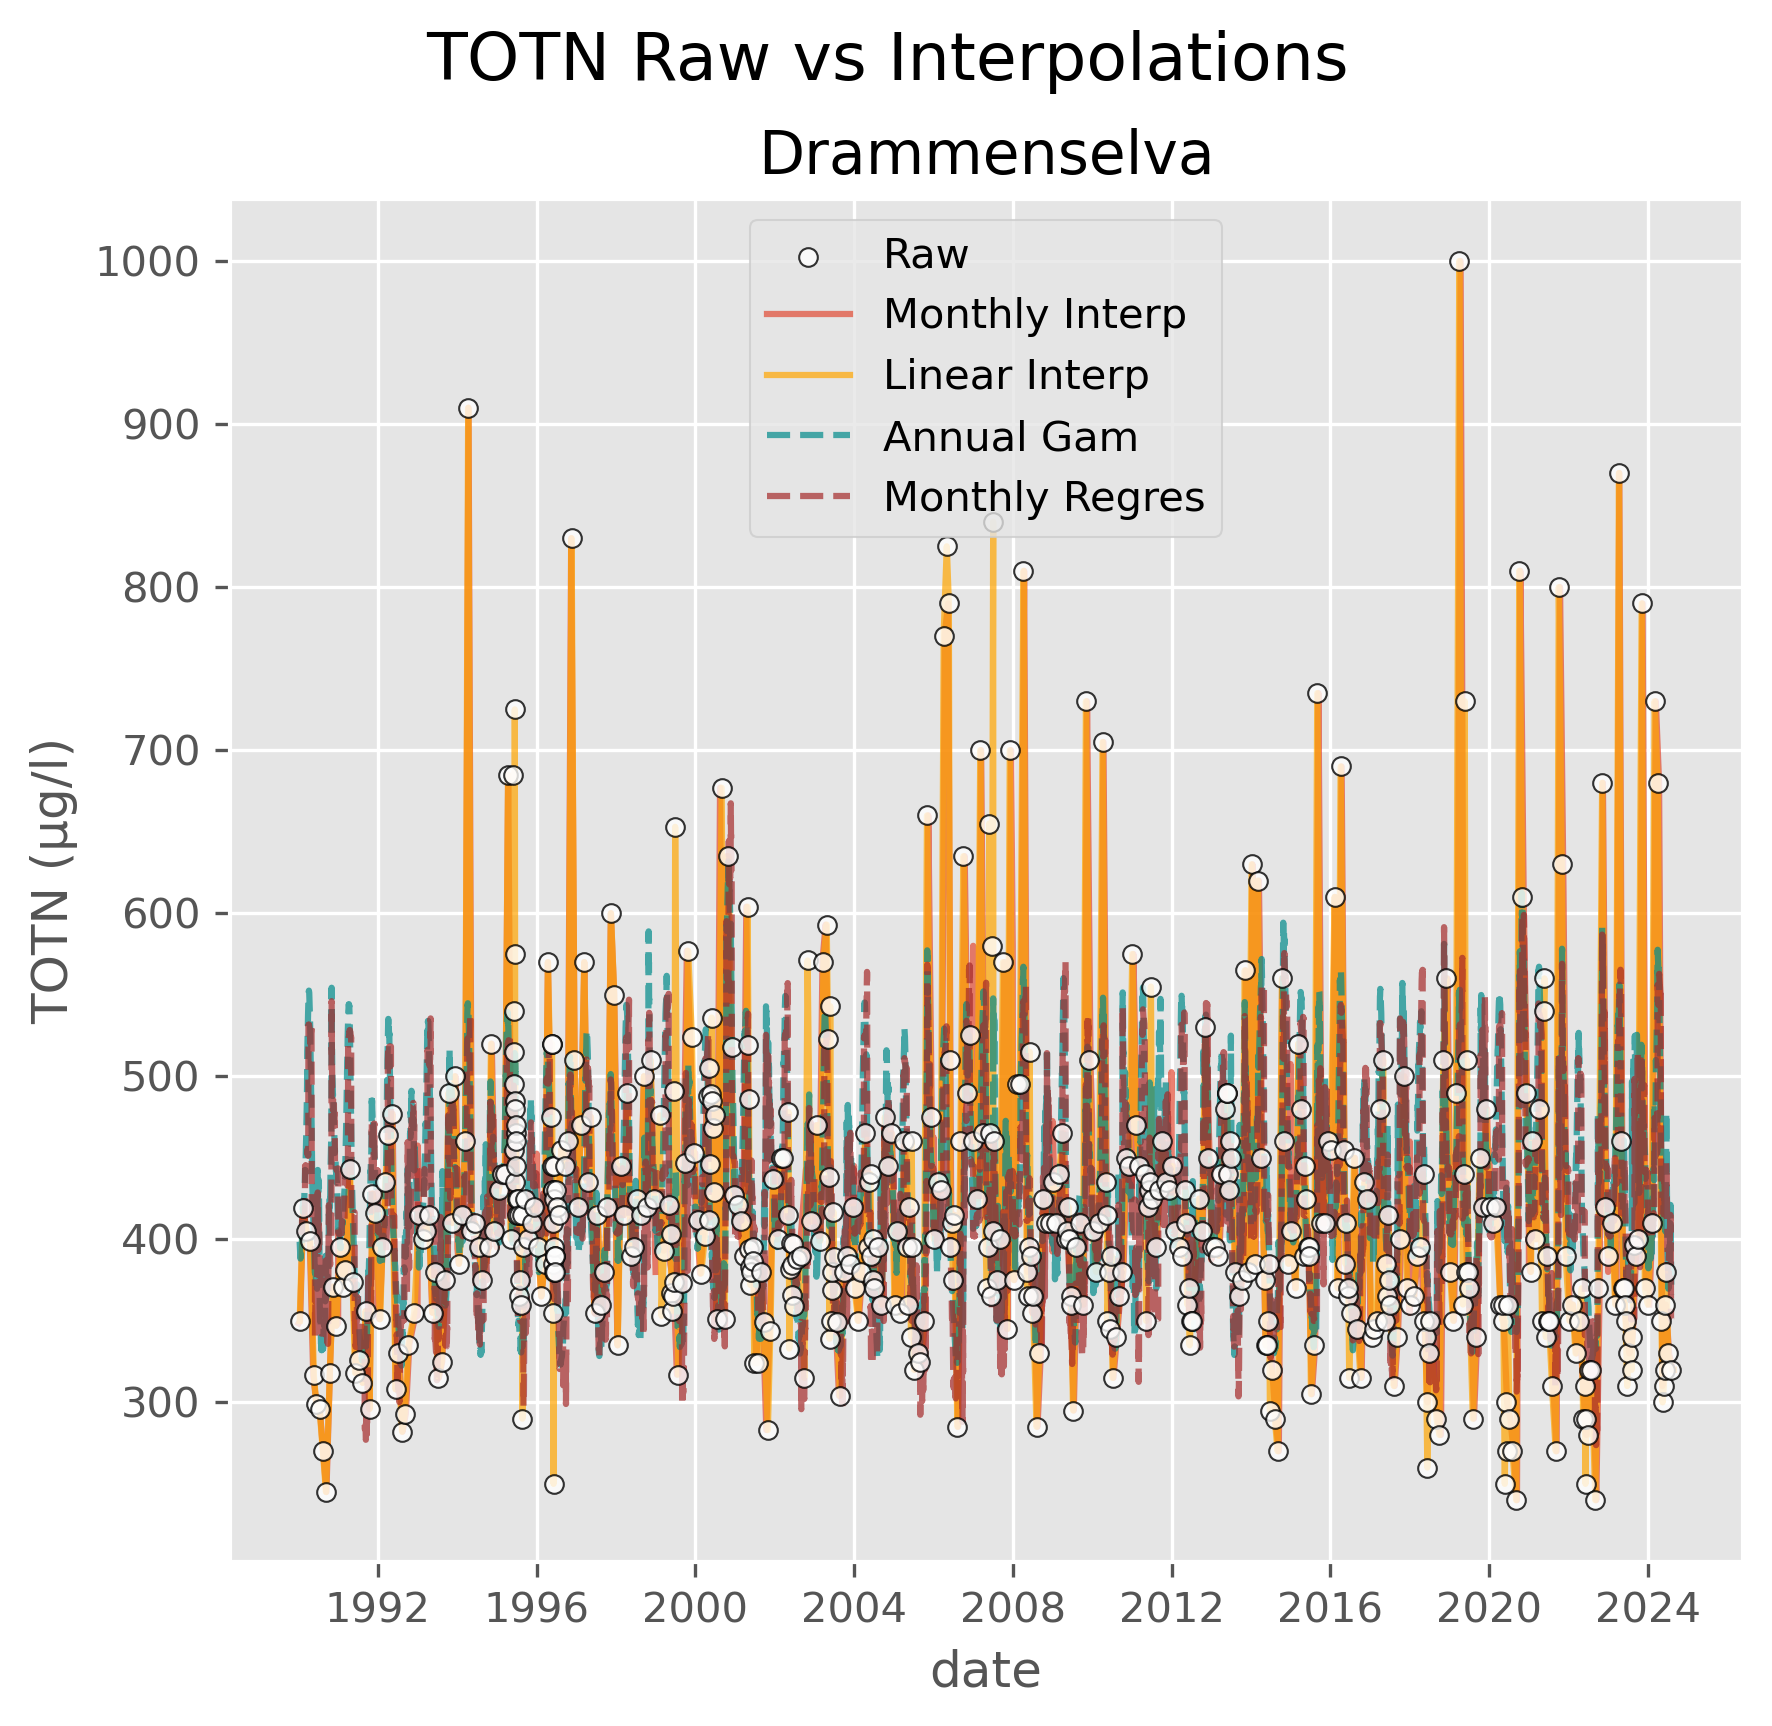 TOTN Raw vs Interpolations
Drammenselva
Raw
Monthly Interp
Linear Interp
Annual Gam
Monthly Regres
TOTN (µg/l)
1000
900
800
700
600
500
400
300
1992 1996 2000 2004 2008 2012 2016 2020 2024
date